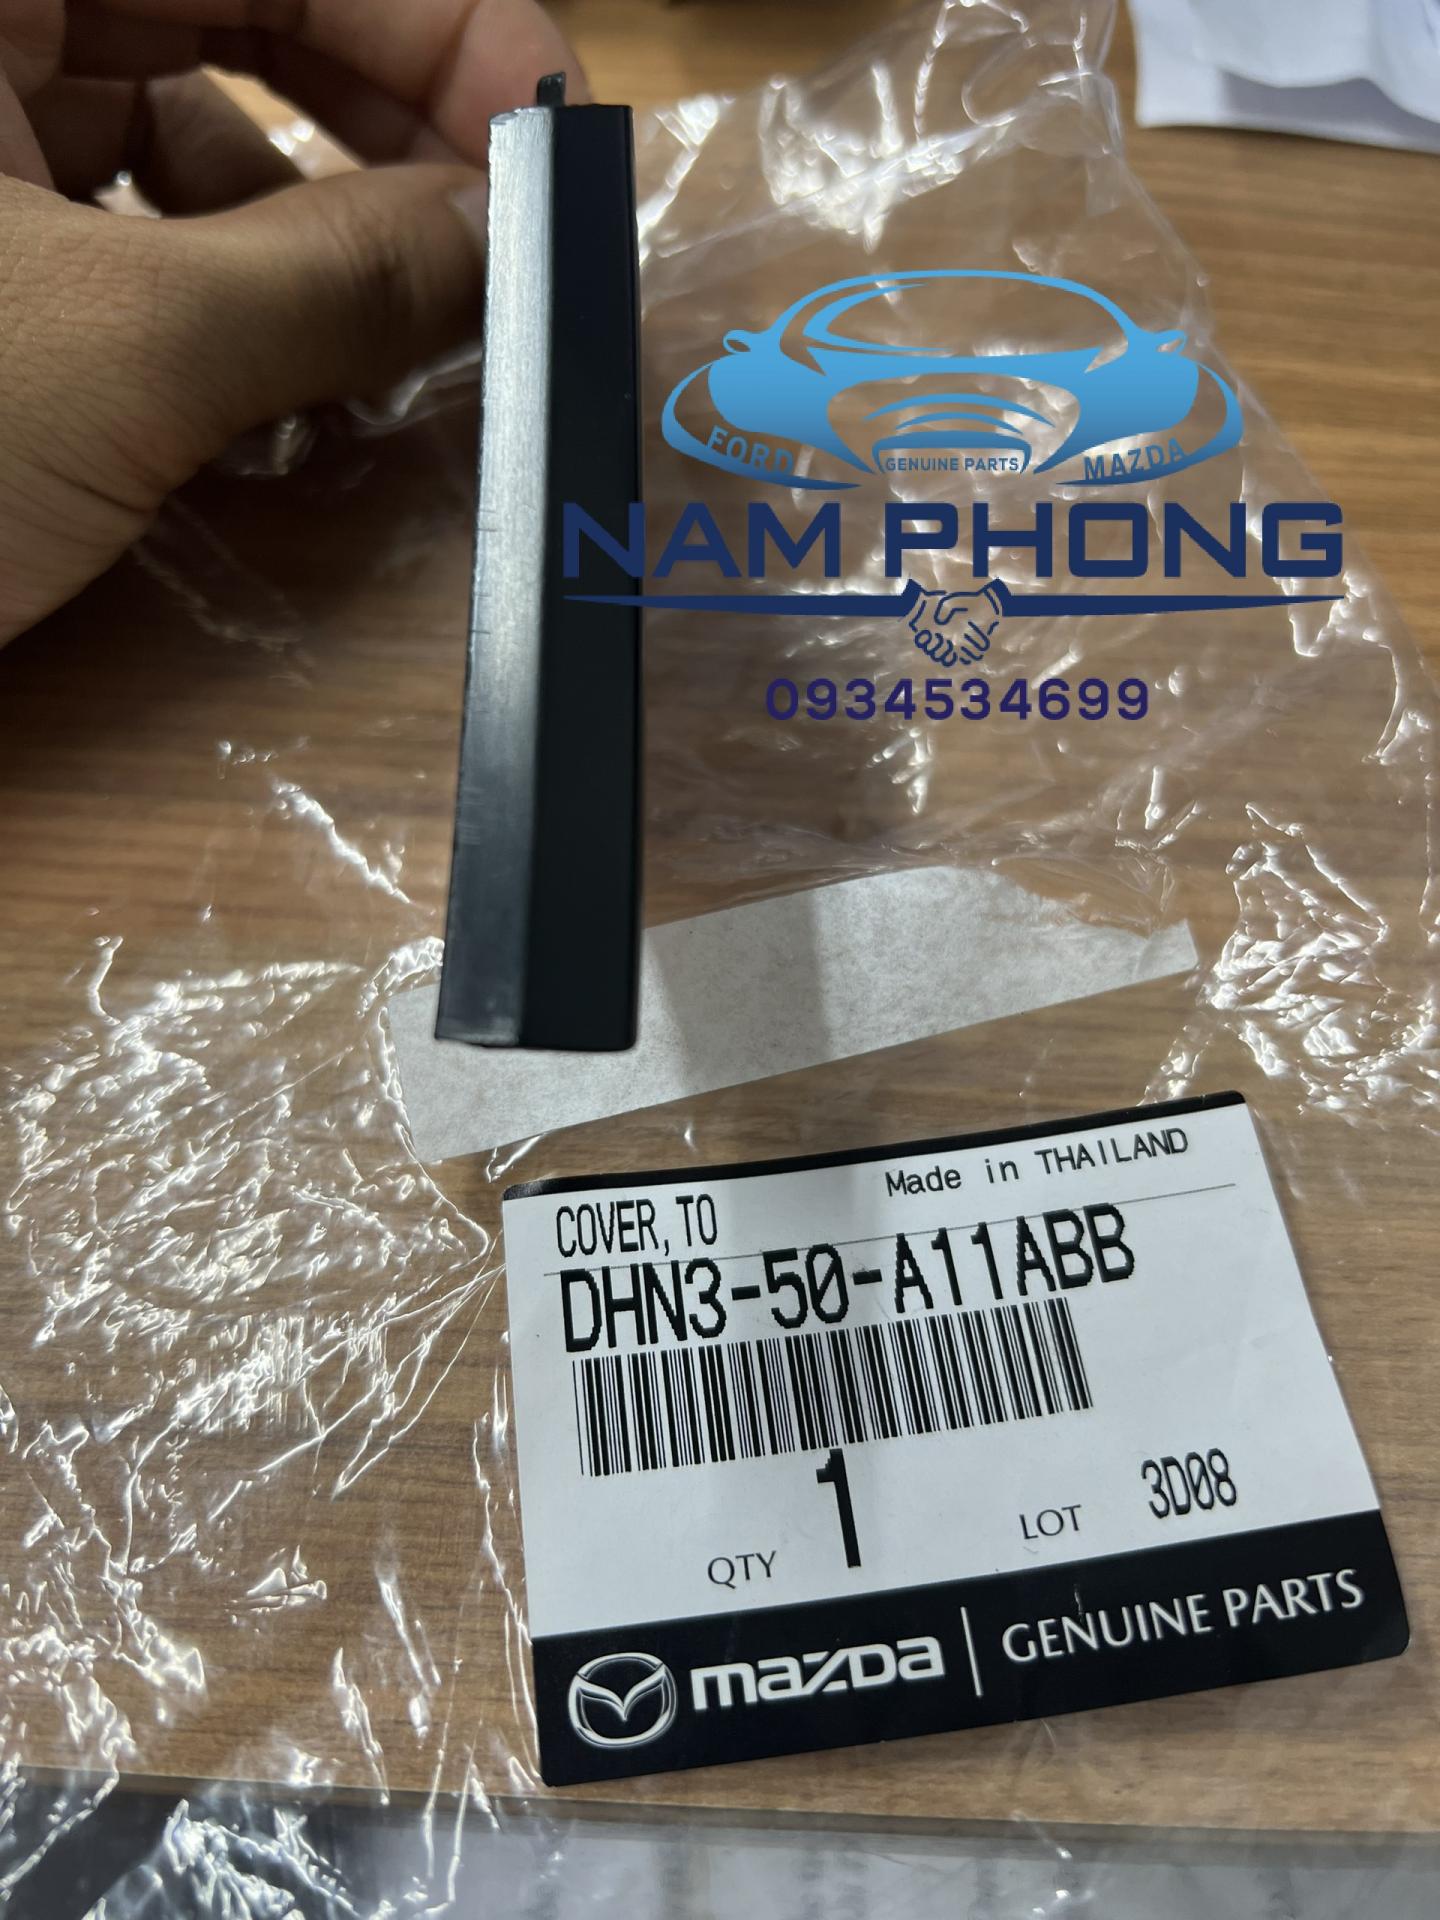 FORD
GENUINE PARTS
MAZDA
NAM PHONG
0934534699
Made in THAILAND
COVER, TO
DHN3-50-A11ABB
QTY 1 LOT 3D08
mazda | GENUINE PARTS